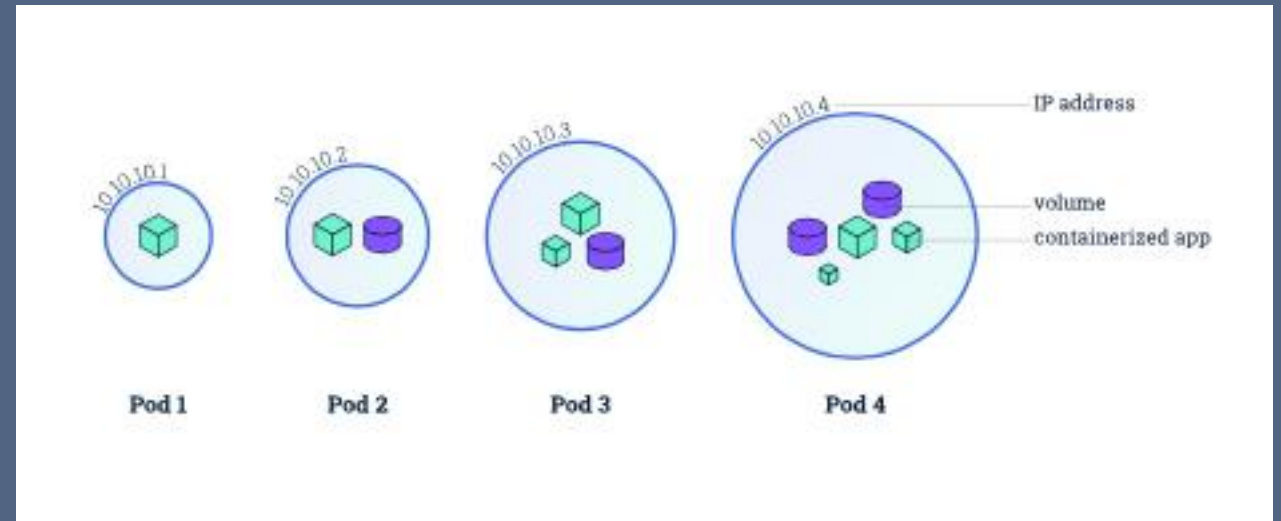 10.10.10.1
10.10.10.2
10.10.10.3
10.10.10.4
IP address
volume
containerized app
Pod 1
Pod 2
Pod 3
Pod 4